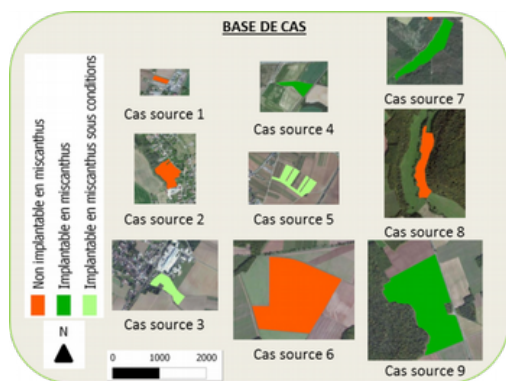 BASE DE CAS
Non implantable en miscanthus
Implantable en miscanthus
Implantable en miscanthus sous conditions
N
0 1000 2000
Cas source 1
Cas source 2
Cas source 3
Cas source 4
Cas source 5
Cas source 6
Cas source 7
Cas source 8
Cas source 9